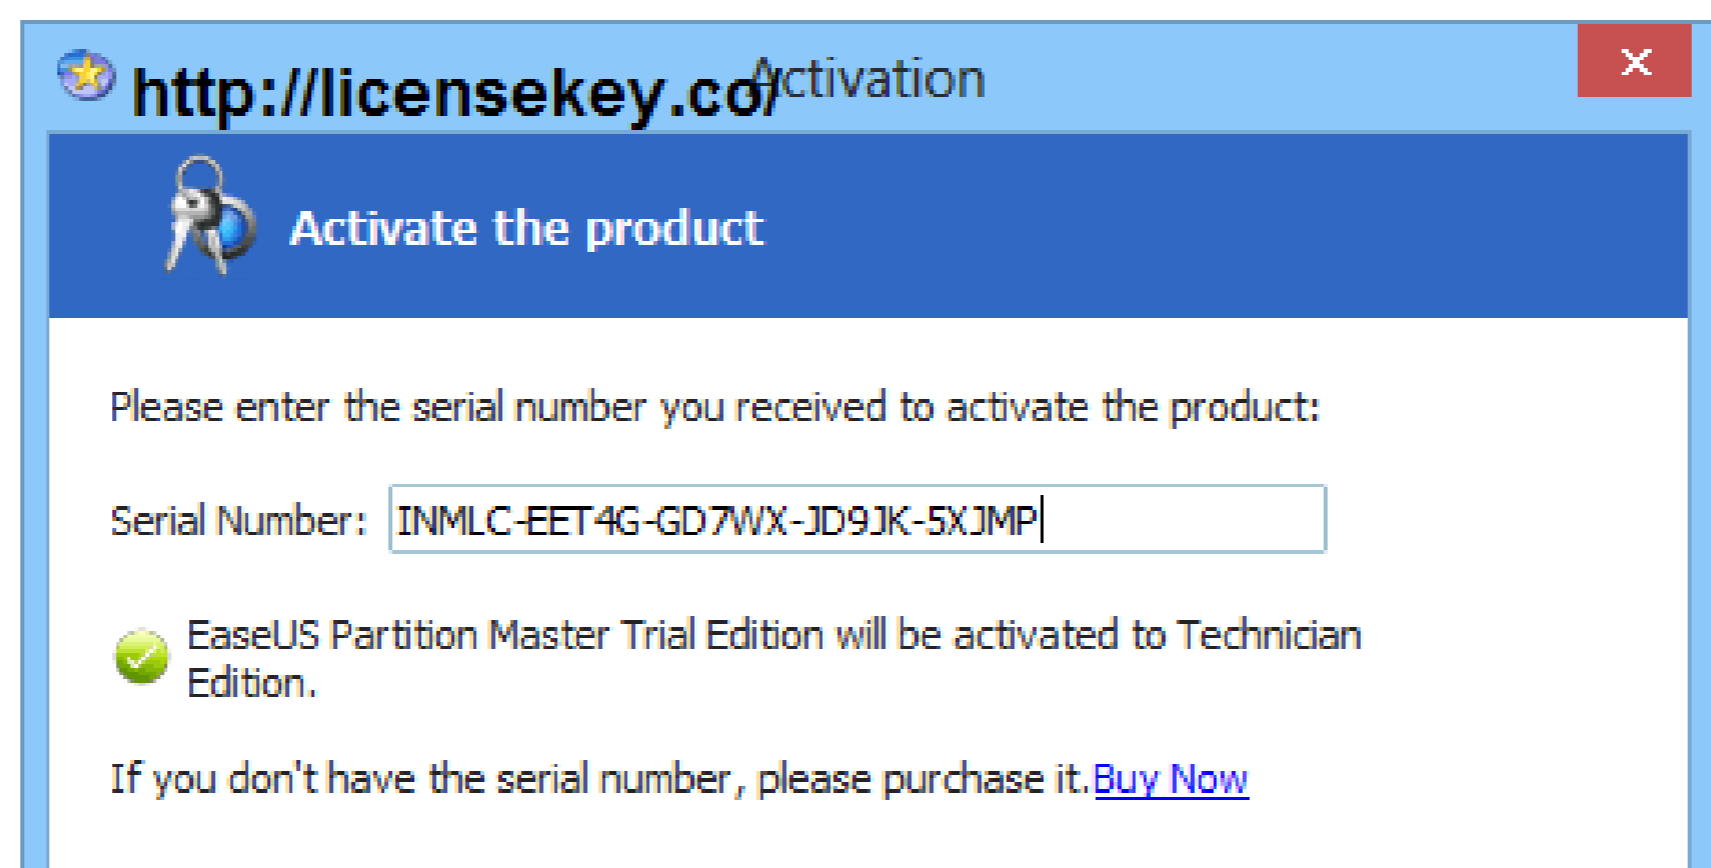 http://licensekey.co/ Activation
Activate the product
Please enter the serial number you received to activate the product:
Serial Number: INMLC-EET4G-GD7WX-JD9JK-5XJMP
EaseUS Partition Master Trial Edition will be activated to Technician
Edition.
If you don't have the serial number, please purchase it. Buy Now